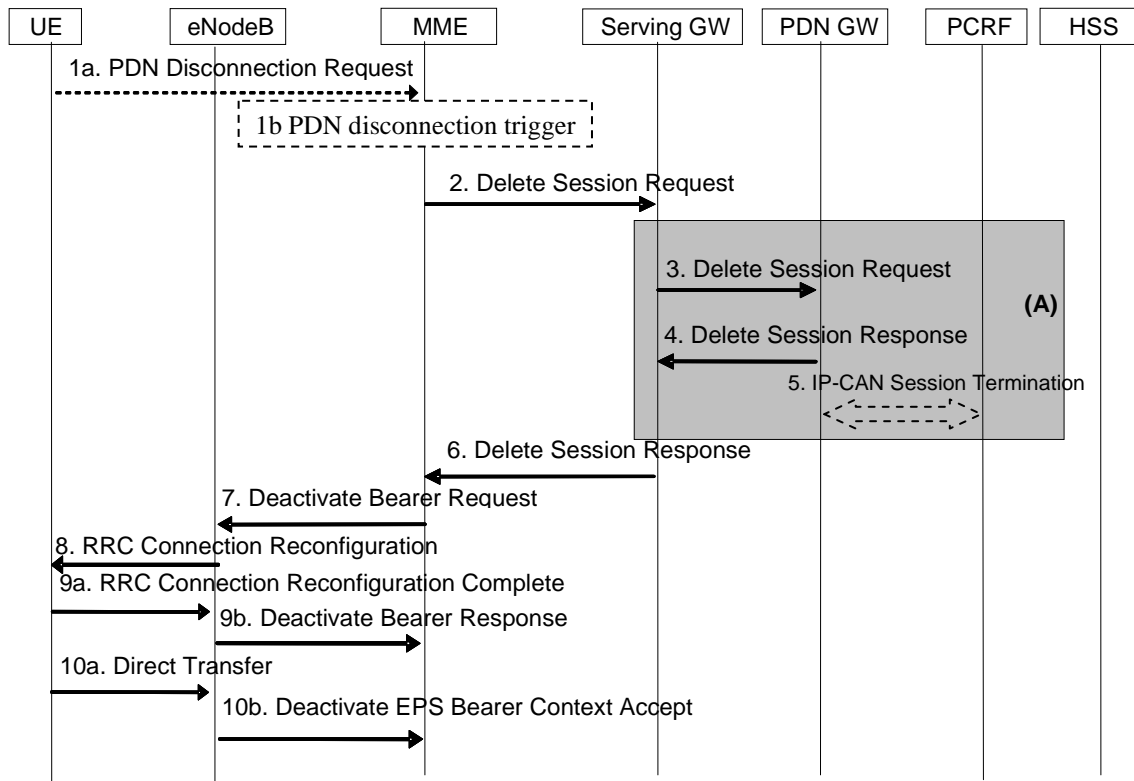 UE eNodeB MME Serving GW PDN GW PCRF HSS
1a. PDN Disconnection Request
1b PDN disconnection trigger
2. Delete Session Request
3. Delete Session Request
(A)
4. Delete Session Response
5. IP-CAN Session Termination
6. Delete Session Response
7. Deactivate Bearer Request
8. RRC Connection Reconfiguration
9a. RRC Connection Reconfiguration Complete
9b. Deactivate Bearer Response
10a. Direct Transfer
10b. Deactivate EPS Bearer Context Accept